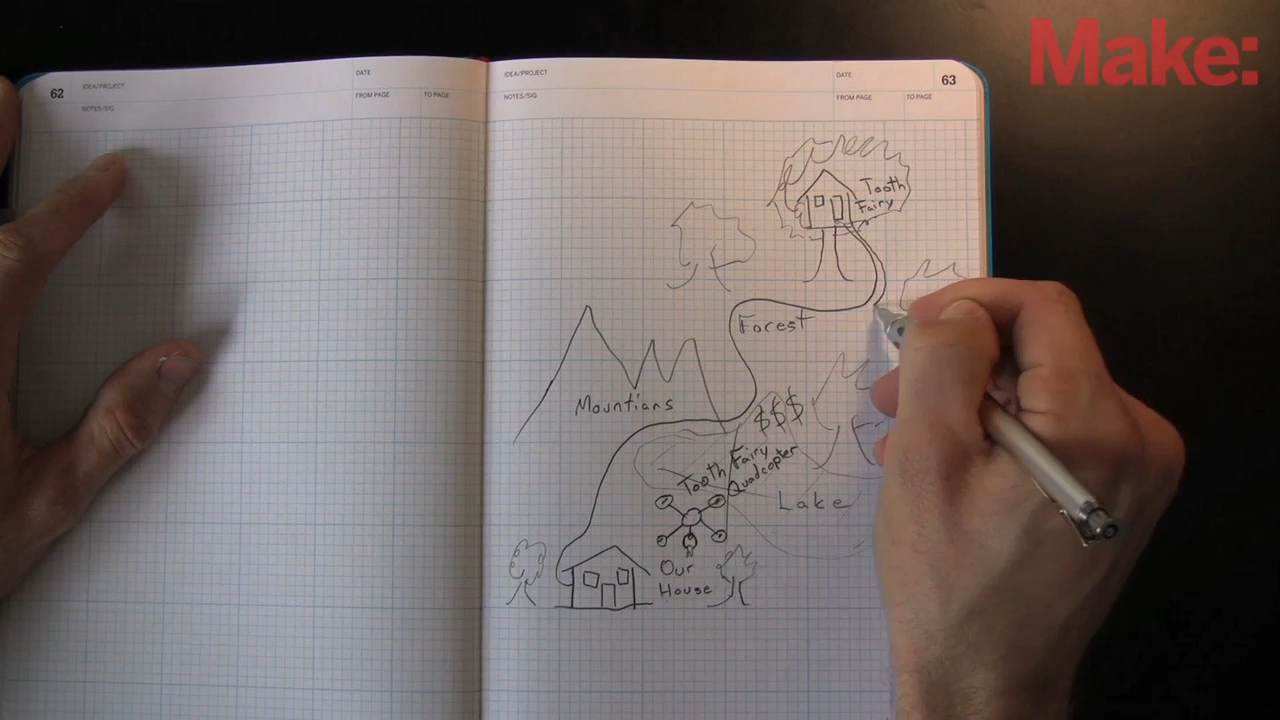 Make:
62
IDEA/PROJECT
DATE
NOTES/SIG
FROM PAGE
TO PAGE
IDEA/PROJECT
DATE
63
NOTES/SIG
FROM PAGE
TO PAGE
Tooth
Fairy
Forest
Mountians
$$$
Tooth Fairy
Quadcopter
Lake
Our
House